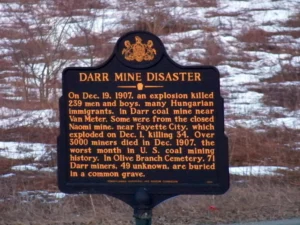 DARR MINE DISASTER
On Dec. 19, 1907, an explosion killed
239 men and boys, many Hungarian
immigrants, in Darr coal mine near
Van Meter. Some were from the closed
Naomi mine, near Fayette City, which
exploded on Dec. 1, killing 34. Over
3000 miners died in Dec. 1907, the
worst month in U.S. coal mining
history. In Olive Branch Cemetery, 71
Darr miners, 49 unknown, are buried
in a common grave.